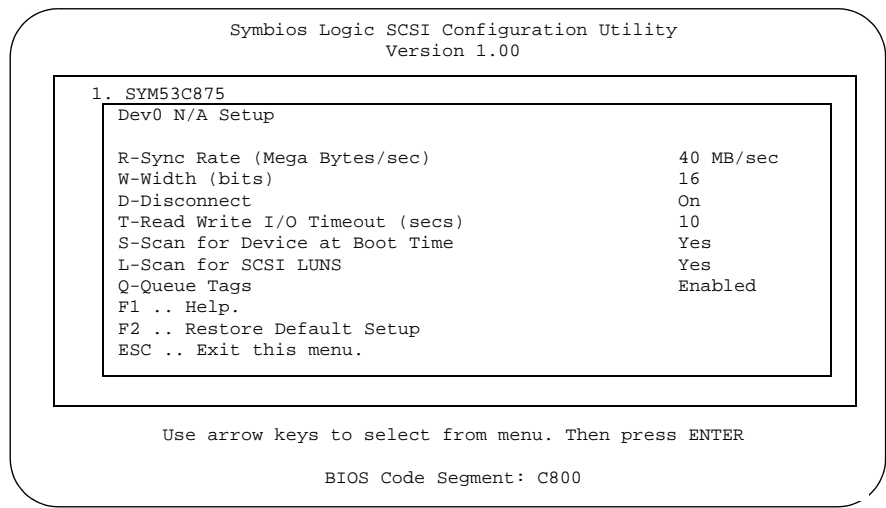 Symbios Logic SCSI Configuration Utility
Version 1.00
1. SYM53C875
Dev0 N/A Setup
R-Sync Rate (Mega Bytes/sec) 40 MB/sec
W-Width (bits) 16
D-Disconnect On
T-Read Write I/O Timeout (secs) 10
S-Scan for Device at Boot Time Yes
L-Scan for SCSI LUNS Yes
Q-Queue Tags Enabled
F1 .. Help.
F2 .. Restore Default Setup
ESC .. Exit this menu.
Use arrow keys to select from menu. Then press ENTER
BIOS Code Segment: C800